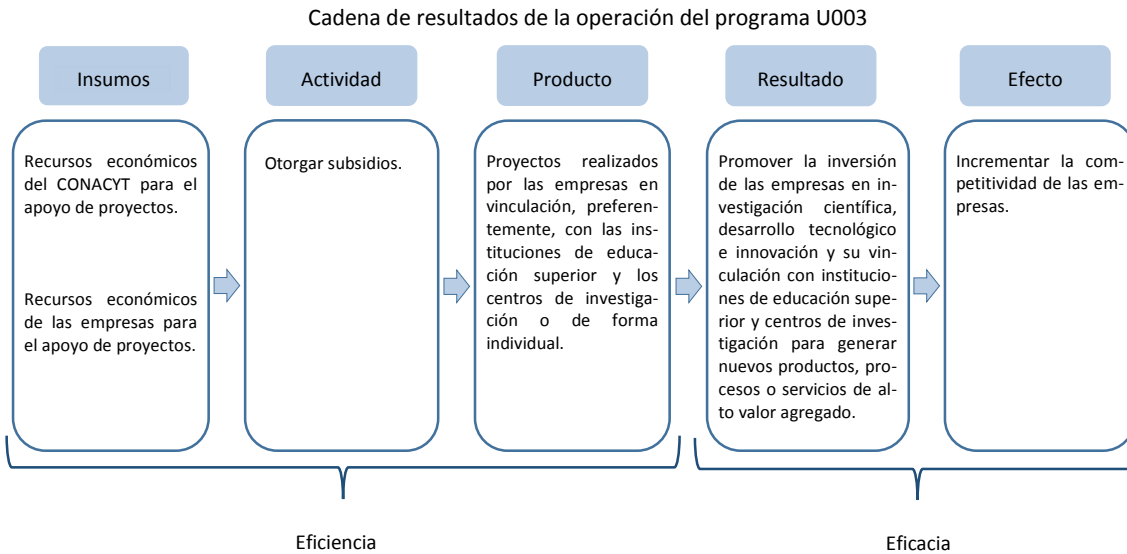 Cadena de resultados de la operación del programa U003
Insumos
Actividad
Producto
Resultado
Efecto
Recursos económicos
del CONACYT para el
apoyo de proyectos.
Recursos económicos
de las empresas para
el apoyo de proyectos.
Otorgar subsidios.
Proyectos realizados
por las empresas en
vinculación, preferen-
temente, con las ins-
tituciones de educa-
ción superior y los
centros de investiga-
ción o de forma
individual.
Promover la inversión
de las empresas en in-
vestigación científica,
desarrollo tecnológico
e innovación y su vin-
culación con institucio-
nes de educación supe-
rior y centros de inves-
tigación para generar
nuevos productos, pro-
cesos o servicios de al-
to valor agregado.
Incrementar la com-
petitividad de las em-
presas.
Eficiencia
Eficacia